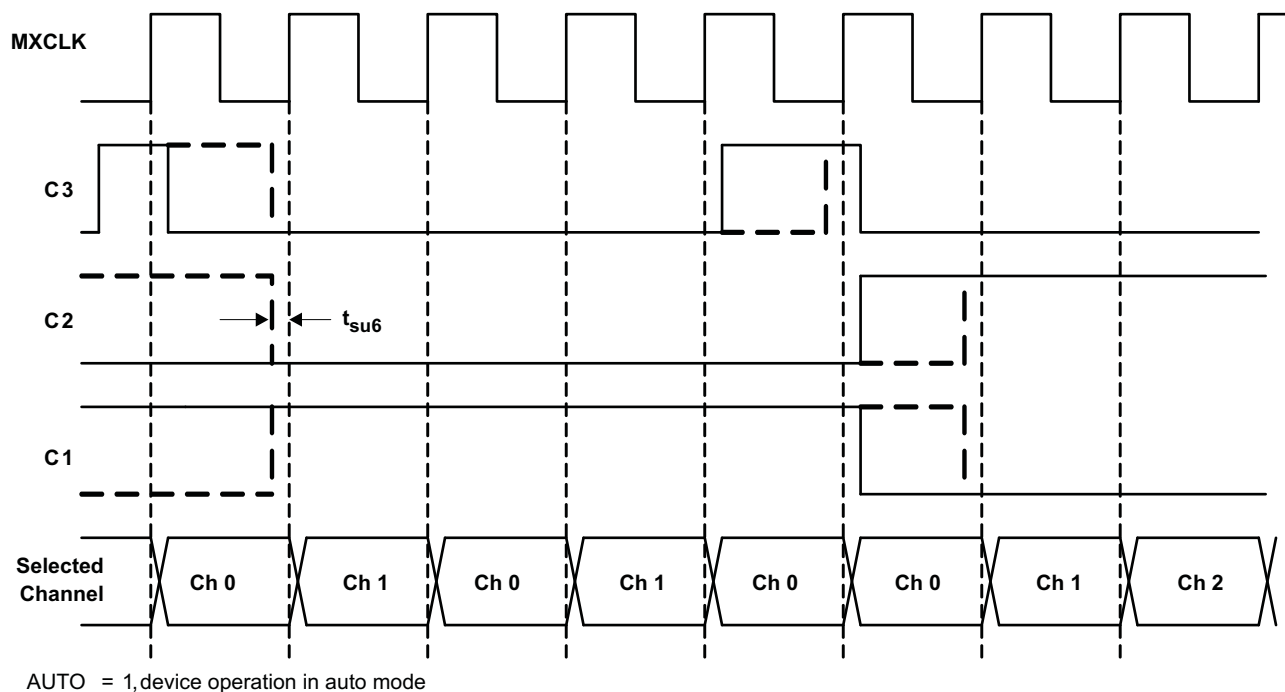 MXCLK
C3
C2
t_su6
C1
Selected
Channel
Ch 0 Ch 1 Ch 0 Ch 1 Ch 0 Ch 0 Ch 1 Ch 2
AUTO = 1, device operation in auto mode